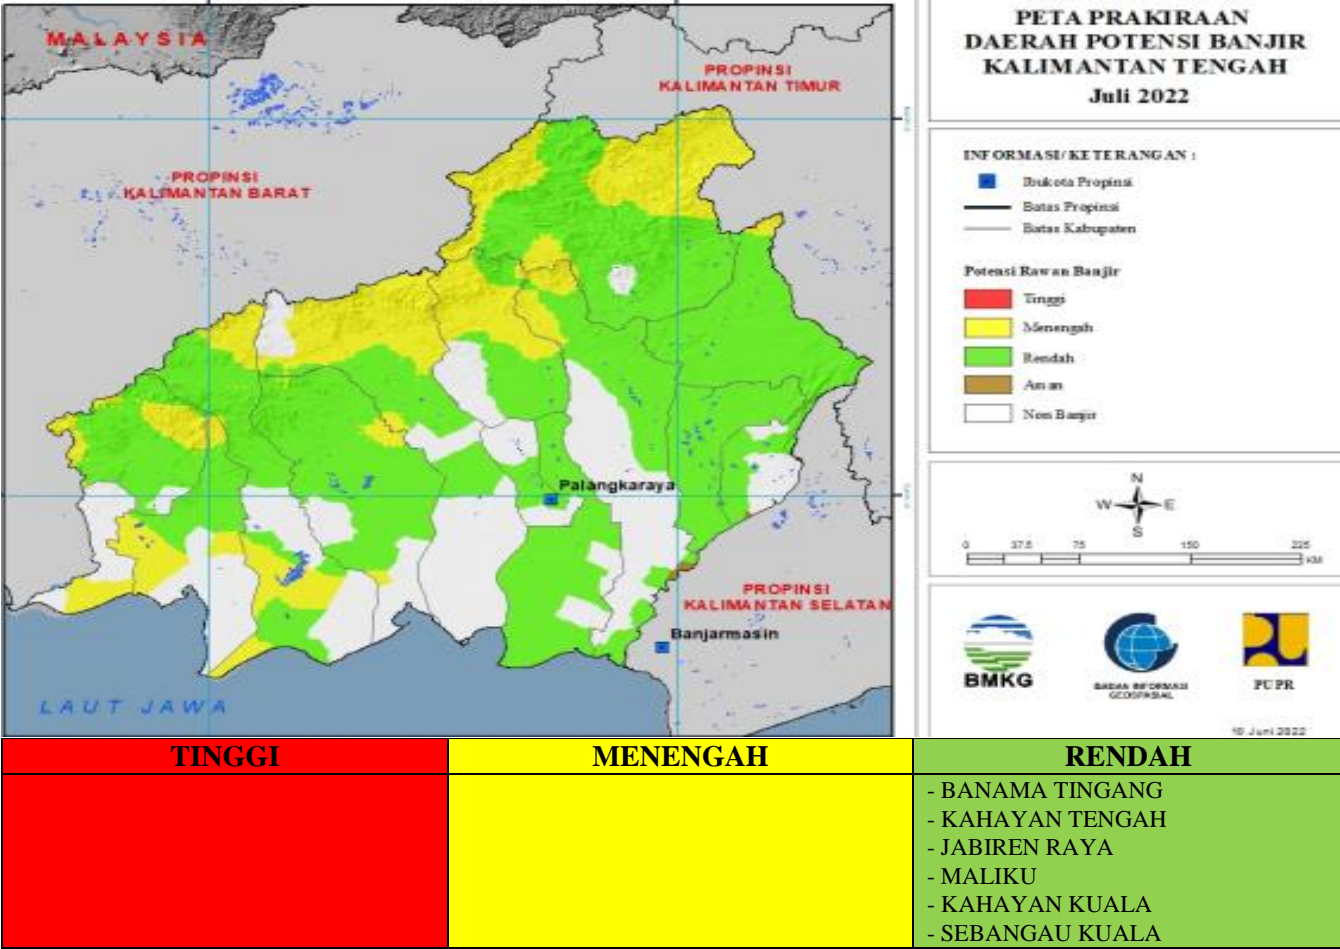 MALAYSIA
PROPINSI
KALIMANTAN TIMUR
PROPINSI
KALIMANTAN BARAT
Palangkaraya
PROPINSI
KALIMANTAN SELATAN
Banjarmasin
LAUT JAWA
PETA PRAKIRAAN
DAERAH POTENSI BANJIR
KALIMANTAN TENGAH
Juli 2022
INFORMASI/KETERANGAN :
Ibukota Propinsi
Batas Propinsi
Batas Kabupaten
Potensi Rawan Banjir
Tinggi
Menengah
Rendah
Aman
Non Banjir
N
W E
S
0 37.5 75 150 225
KM
BMKG
BADAN INFORMASI
GEOSPASIAL
PUPR
10 Juni 2022
TINGGI MENENGAH RENDAH
- BANAMA TINGANG
- KAHAYAN TENGAH
- JABIREN RAYA
- MALIKU
- KAHAYAN KUALA
- SEBANGAU KUALA